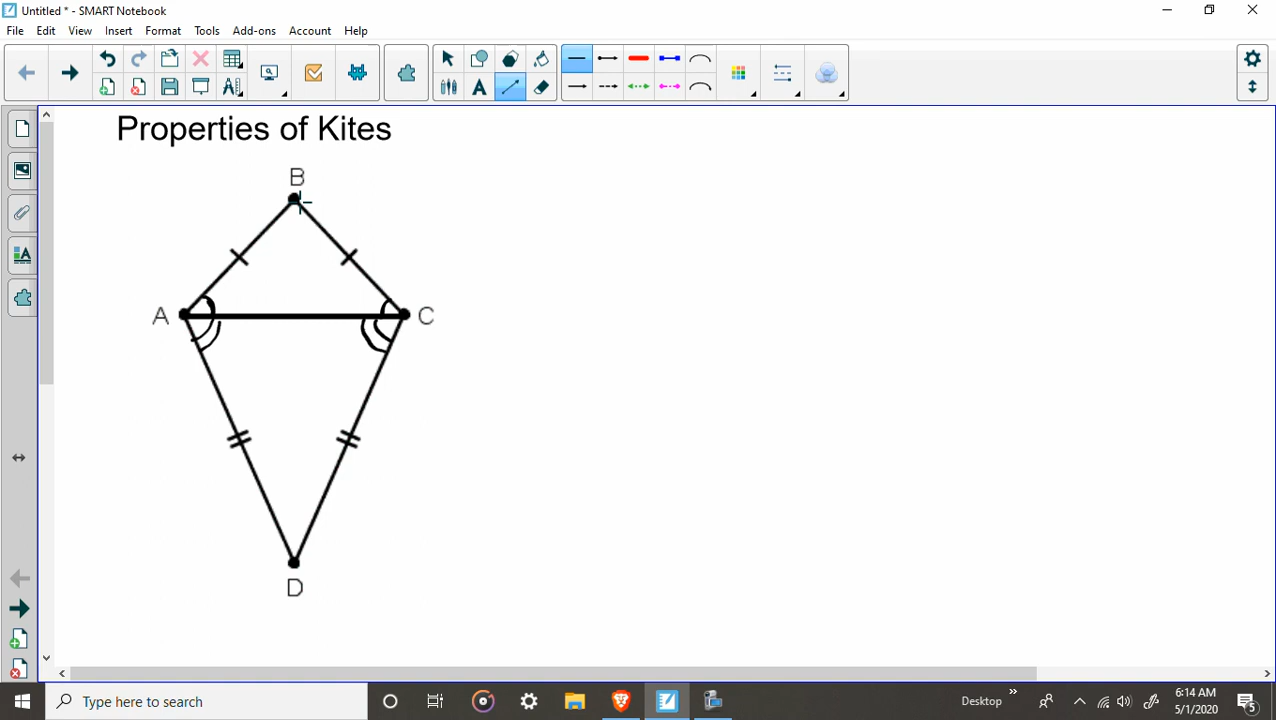 Untitled * - SMART Notebook
File Edit View Insert Format Tools Add-ons Account Help
Properties of Kites
B
A
C
D
Type here to search
Desktop
6:14 AM
5/1/2020
5